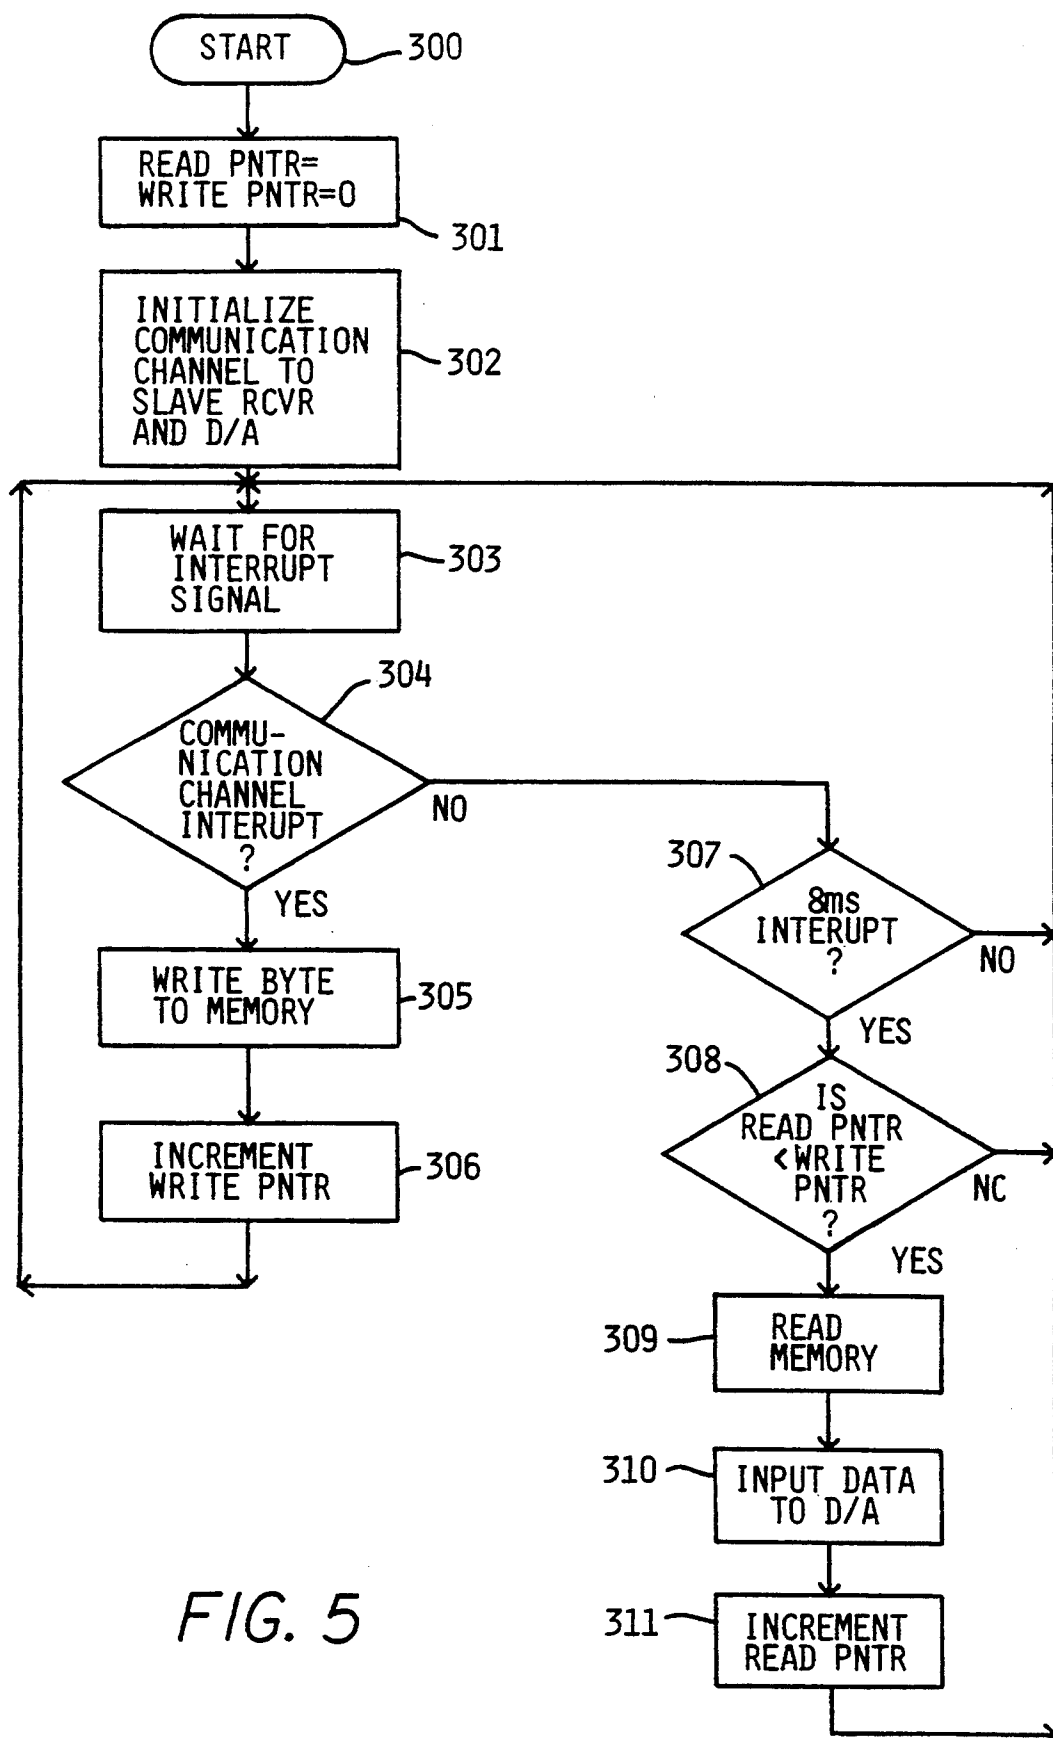 START
300
READ PNTR=
WRITE PNTR=0
301
INITIALIZE
COMMUNICATION
CHANNEL TO
SLAVE RCVR
AND D/A
302
WAIT FOR
INTERRUPT
SIGNAL
303
304
COMMU-
NICATION
CHANNEL
INTERUPT
?
NO
YES
WRITE BYTE
TO MEMORY
305
INCREMENT
WRITE PNTR
306
307
8ms
INTERUPT
?
NO
YES
308
IS
READ PNTR
<WRITE
PNTR
?
NC
YES
309
READ
MEMORY
310
INPUT DATA
TO D/A
311
INCREMENT
READ PNTR
FIG. 5